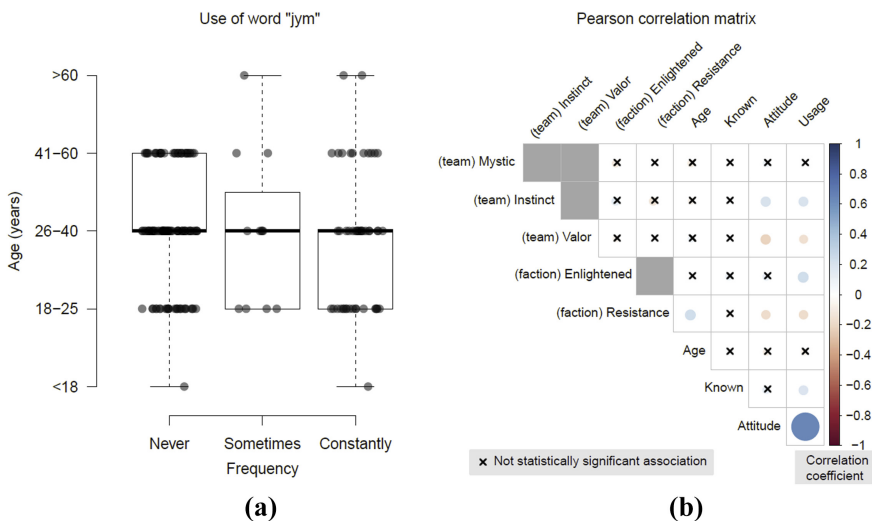 Use of word "jym"
Age (years)
>60
41−60
26−40
18−25
<18
Never
Sometimes
Constantly
Frequency
(a)
Pearson correlation matrix
(team) Instinct
(team) Valor
(faction) Enlightened
(faction) Resistance
Age
Known
Attitude
Usage
(team) Mystic
(team) Instinct
(team) Valor
(faction) Enlightened
(faction) Resistance
Age
Known
Attitude
1
0.8
0.6
0.4
0.2
0
−0.2
−0.4
−0.6
−0.8
−1
× Not statistically significant association
Correlation
coefficient
(b)